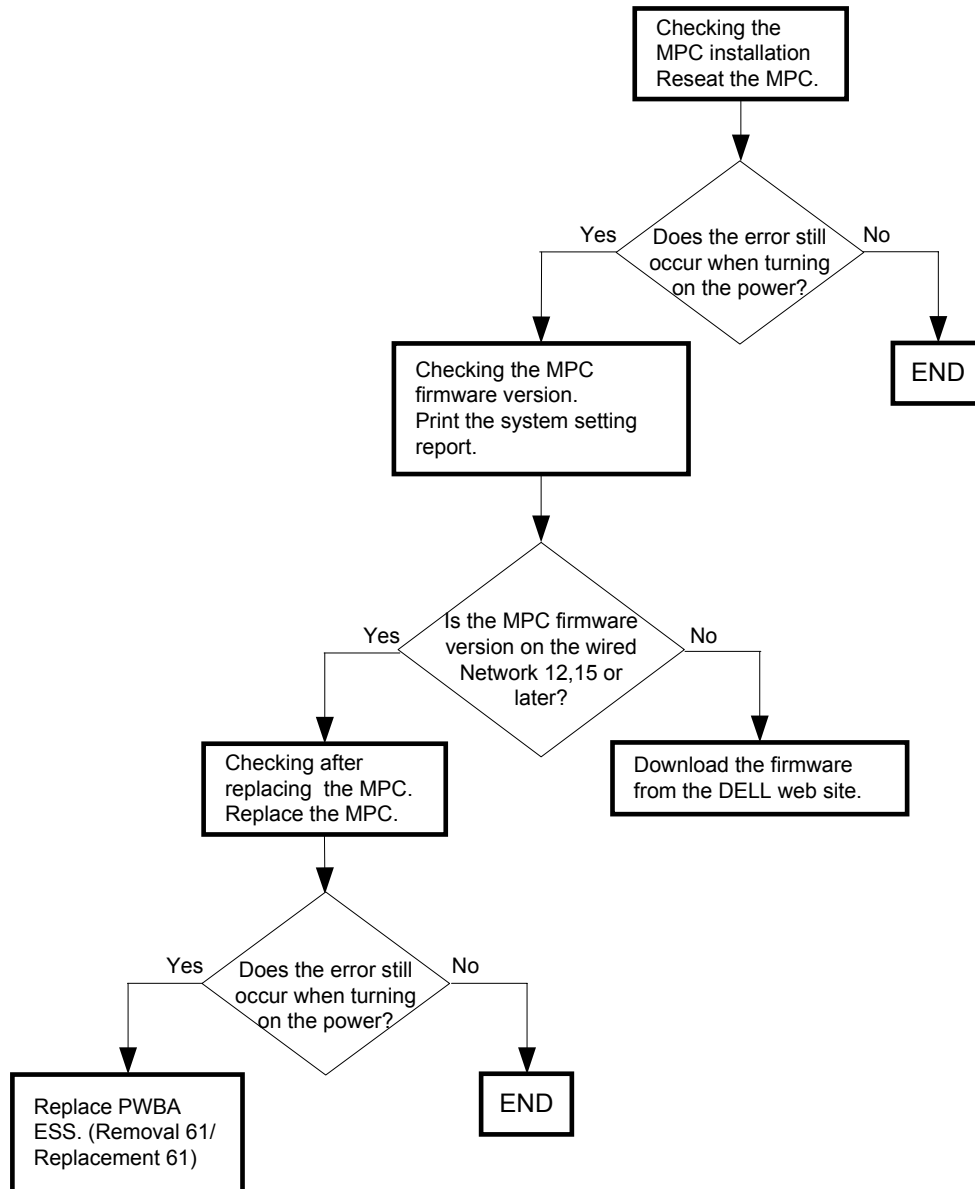 Checking the
MPC installation
Reseat the MPC.
Yes
Does the error still
occur when turning
on the power?
No
END
Checking the MPC
firmware version.
Print the system setting
report.
Yes
Is the MPC firmware
version on the wired
Network 12,15 or
later?
No
Checking after
replacing the MPC.
Replace the MPC.
Download the firmware
from the DELL web site.
Yes
Does the error still
occur when turning
on the power?
No
Replace PWBA
ESS. (Removal 61/
Replacement 61)
END